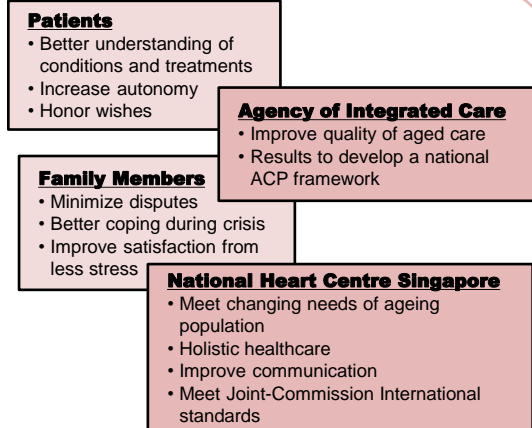 Patients
• Better understanding of
conditions and treatments
• Increase autonomy
• Honor wishes
Agency of Integrated Care
• Improve quality of aged care
• Results to develop a national
ACP framework
Family Members
• Minimize disputes
• Better coping during crisis
• Improve satisfaction from
less stress
National Heart Centre Singapore
• Meet changing needs of ageing
population
• Holistic healthcare
• Improve communication
• Meet Joint-Commission International
standards